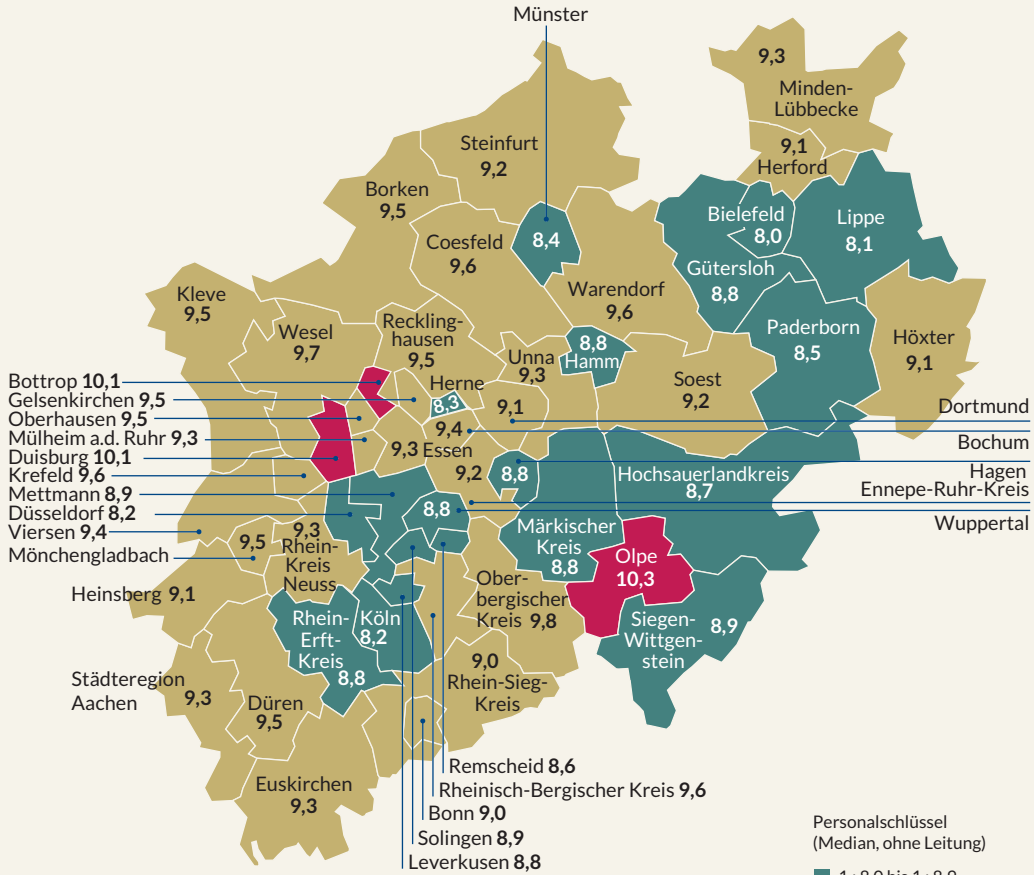 Münster
9,3
Minden-
Lübbecke
9,1
Herford
Steinfurt
9,2
Borken
9,5
Bielefeld
8,0
Lippe
8,1
8,4
Coesfeld
9,6
Gütersloh
8,8
Warendorf
9,6
Kleve
9,5
Wesel
9,7
Reckling-
hausen
9,5
Paderborn
8,5
Höxter
9,1
8,8
Hamm
Unna
9,3
Soest
9,2
Herne
8,3
9,1
9,4
9,3 Essen
9,2
8,8
Bottrop 10,1
Gelsenkirchen 9,5
Oberhausen 9,5
Mülheim a.d. Ruhr 9,3
Duisburg 10,1
Krefeld 9,6
Mettmann 8,9
Düsseldorf 8,2
Viersen 9,4
Mönchengladbach
Dortmund
Bochum
Hagen
Ennepe-Ruhr-Kreis
Wuppertal
Hochsauerlandkreis
8,7
8,8
Märkischer
Kreis
8,8
Olpe
10,3
9,5
9,3
Rhein-
Kreis
Neuss
Heinsberg 9,1
Ober-
bergischer
Kreis 9,8
Siegen-
Wittgen-
stein
8,9
Rhein-
Erft-
Kreis
8,8
Köln
8,2
9,0
Rhein-Sieg-
Kreis
Städteregion
Aachen
9,3
Düren
9,5
Euskirchen
9,3
Remscheid 8,6
Rheinisch-Bergischer Kreis 9,6
Bonn 9,0
Solingen 8,9
Leverkusen 8,8
Personalschlüssel
(Median, ohne Leitung)
1 : 8,0 bis 1 : 8,9